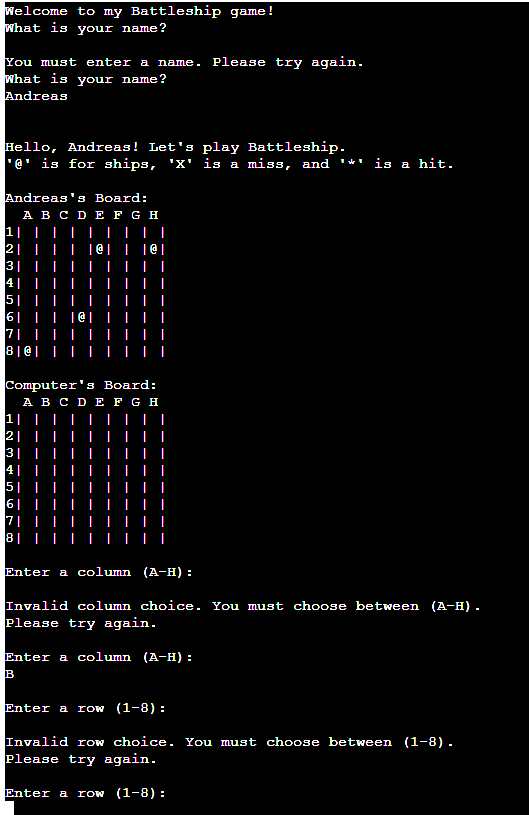 Welcome to my Battleship game!
What is your name?

You must enter a name. Please try again.
What is your name?
Andreas


Hello, Andreas! Let's play Battleship.
'@' is for ships, 'X' is a miss, and '*' is a hit.

Andreas's Board:
  A B C D E F G H
1| | | | | | | | |
2| | | | |@| | |@|
3| | | | | | | | |
4| | | | | | | | |
5| | | | | | | | |
6| | | |@| | | | |
7| | | | | | | | |
8|@| | | | | | | |

Computer's Board:
  A B C D E F G H
1| | | | | | | | |
2| | | | | | | | |
3| | | | | | | | |
4| | | | | | | | |
5| | | | | | | | |
6| | | | | | | | |
7| | | | | | | | |
8| | | | | | | | |

Enter a column (A-H):

Invalid column choice. You must choose between (A-H).
Please try again.

Enter a column (A-H):
B

Enter a row (1-8):

Invalid row choice. You must choose between (1-8).
Please try again.

Enter a row (1-8):